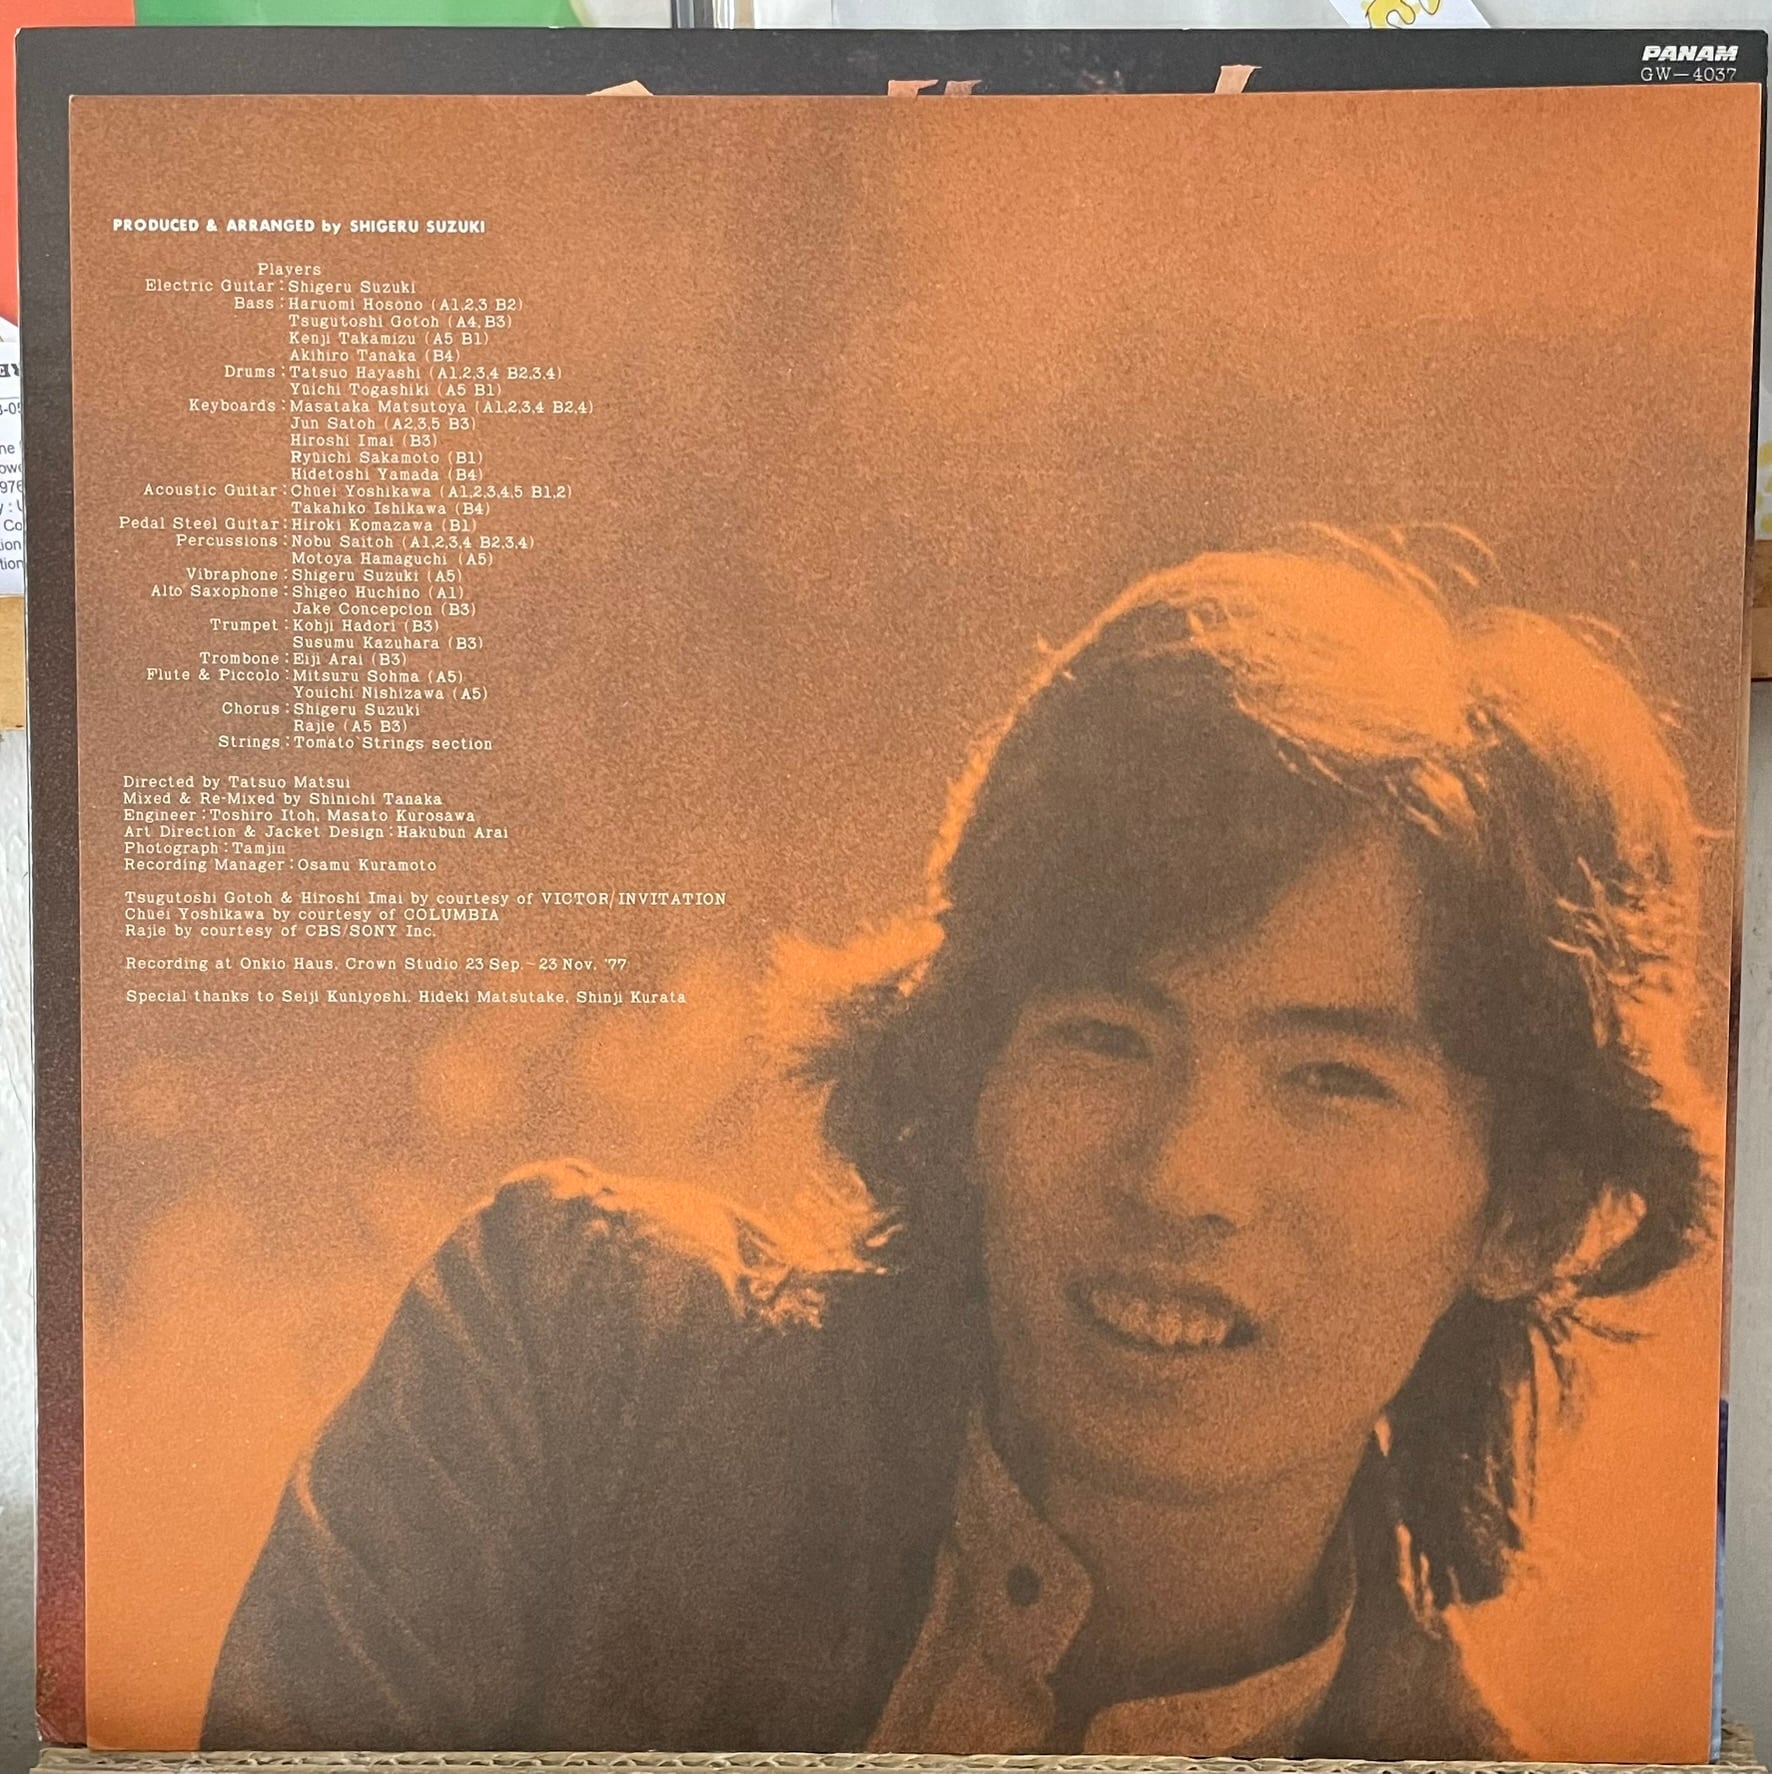 PANAM
GW—4037
PRODUCED & ARRANGED by SHIGERU SUZUKI
Players
Electric Guitar : Shigeru Suzuki
Bass : Haruomi Hosono (A1,2,3 B2)
Tsugutoshi Gotoh (A4, B3)
Kenji Takamizu (A5 B1)
Akihiro Tanaka (B4)
Drums : Tatsuo Hayashi (A1,2,3,4 B2,3,4)
Yuichi Togashiki (A5 B1)
Keyboards : Masataka Matsutoya (A1,2,3,4 B2,4)
Jun Satoh (A2,3,5 B3)
Hiroshi Imai (B3)
Ryuichi Sakamoto (B1)
Hidetoshi Yamada (B4)
Acoustic Guitar : Chuei Yoshikawa (A1,2,3,4,5 B1,2)
Takahiko Ishikawa (B4)
Pedal Steel Guitar : Hiroki Komazawa (B1)
Percussions : Nobu Saitoh (A1,2,3,4 B2,3,4)
Motoya Hamaguchi (A5)
Vibraphone : Shigeru Suzuki (A5)
Alto Saxophone : Shigeo Huchino (A1)
Jake Concepcion (B3)
Trumpet : Kohji Hadori (B3)
Susumu Kazuhara (B3)
Trombone : Eiji Arai (B3)
Flute & Piccolo : Mitsuru Sohma (A5)
Youichi Nishizawa (A5)
Chorus : Shigeru Suzuki
Rajie (A5 B3)
Strings : Tomato Strings section
Directed by Tatsuo Matsui
Mixed & Re-Mixed by Shinichi Tanaka
Engineer : Toshiro Itoh, Masato Kurosawa
Art Direction & Jacket Design : Hakubun Arai
Photograph : Tamjin
Recording Manager : Osamu Kuramoto
Tsugutoshi Gotoh & Hiroshi Imai by courtesy of VICTOR/INVITATION
Chuei Yoshikawa by courtesy of COLUMBIA
Rajie by courtesy of CBS/SONY Inc.
Recording at Onkio Haus, Crown Studio 23 Sep.~23 Nov. '77
Special thanks to Seiji Kuniyoshi, Hideki Matsutake, Shinji Kurata